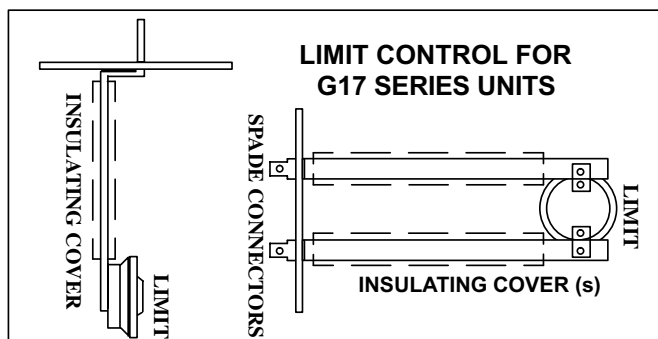 LIMIT CONTROL FOR
G17 SERIES UNITS
INSULATING COVER
LIMIT
SPADE CONNECTORS
LIMIT
INSULATING COVER (s)